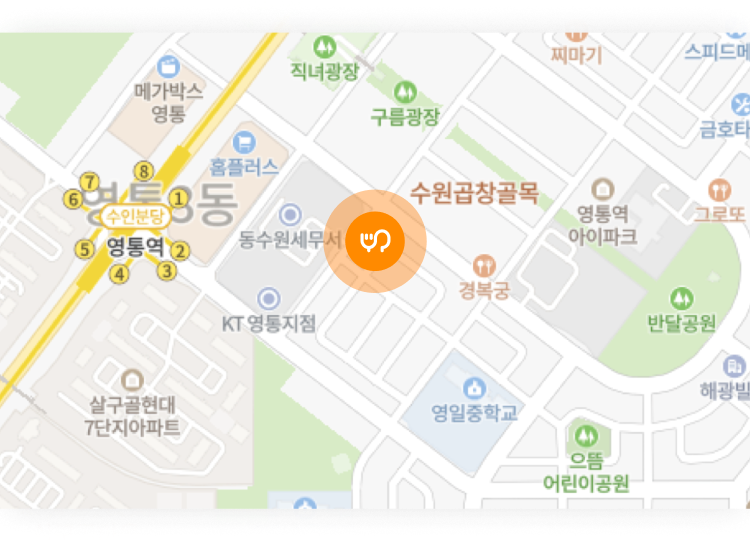 직녀광장
찌마기
스피드메
메가박스
영통
구름광장
금호타
홈플러스
8
7
6
1
영통3동
수인분당
영통역
5
2
4
3
수원곱창골목
영통역
아이파크
그로또
동수원세무서
경복궁
KT 영통지점
반달공원
해광빌
살구골현대
7단지아파트
영일중학교
으뜸
어린이공원